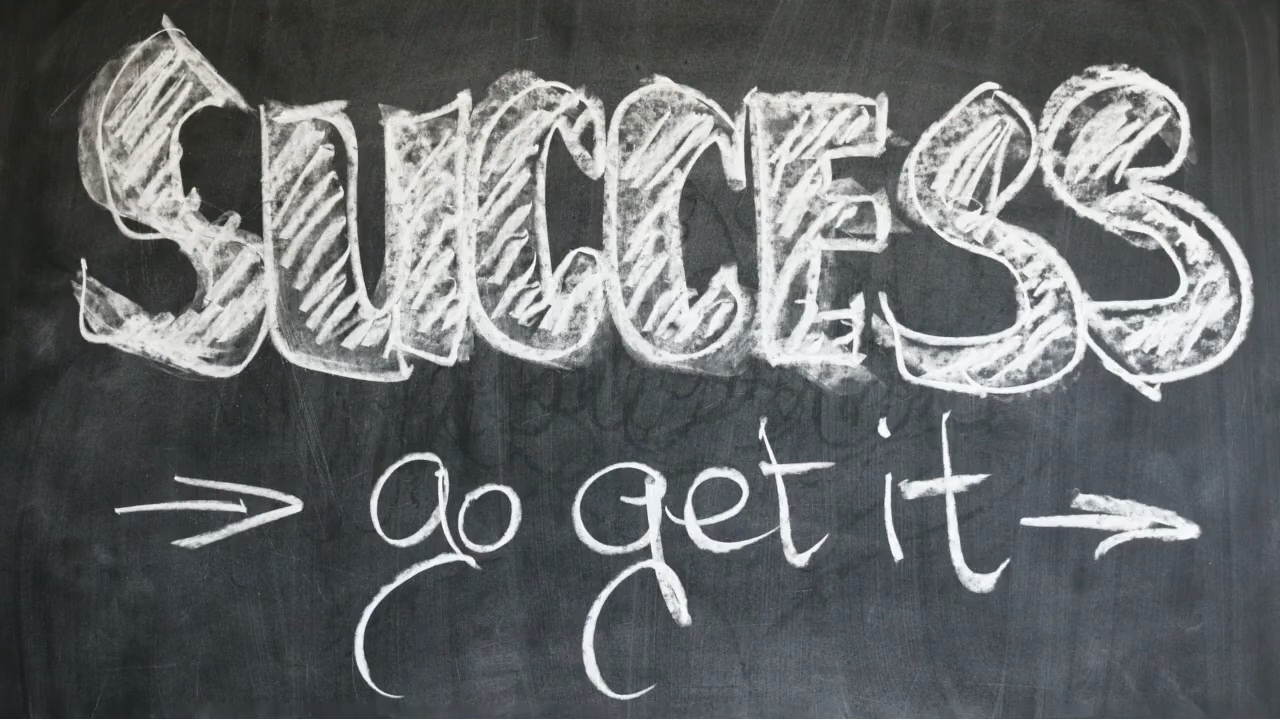 SUCCESS
→ go get it →